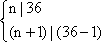 n | 36
(n+1) | (36-1)